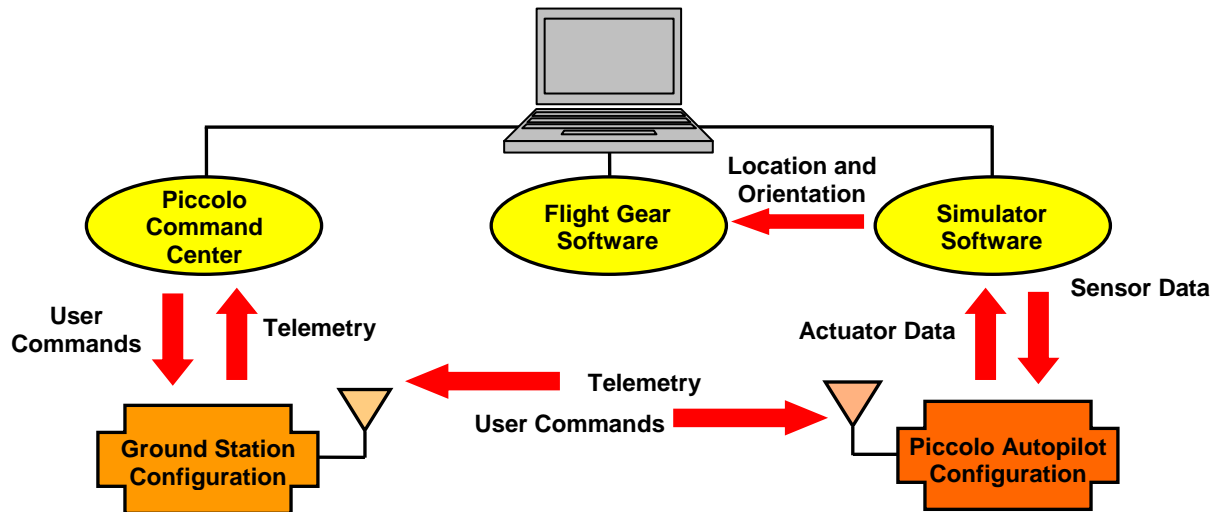 Location and
Orientation
Piccolo
Command
Center
Flight Gear
Software
Simulator
Software
User
Commands
Telemetry
Sensor Data
Actuator Data
Telemetry
User Commands
Ground Station
Configuration
Piccolo Autopilot
Configuration